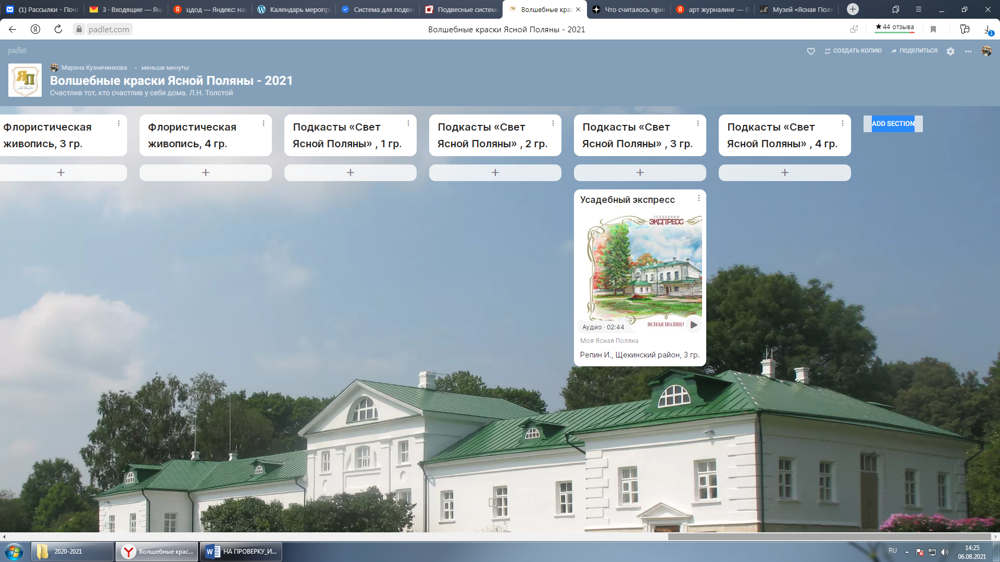 (1) Рассылки - Почт
3 · Входящие — Ян
цдод — Яндекс: на
Календарь меропр
Система для подве
Подвесные системы
Волшебные крас
Что считалось при
арт журналинг — Я
Музей «Ясная Поля
padlet.com
Волшебные краски Ясной Поляны - 2021
★ 44 отзыва
1
padlet
СОЗДАТЬ КОПИЮ
ПОДЕЛИТЬСЯ
Марина Кузнеченкова • меньше минуты
Волшебные краски Ясной Поляны - 2021
Счастлив тот, кто счастлив у себя дома. Л.Н. Толстой
ЯП
Флористическая
живопись, 3 гр.
Флористическая
живопись, 4 гр.
Подкасты «Свет
Ясной Поляны» , 1 гр.
Подкасты «Свет
Ясной Поляны» , 2 гр.
Подкасты «Свет
Ясной Поляны» , 3 гр.
Подкасты «Свет
Ясной Поляны» , 4 гр.
ADD SECTION
Усадебный экспресс
УСАДЕБНЫЙ
ЭКСПРЕСС
ЯСНАЯ ПОЛЯНА
Аудио · 02:44
Моя Ясная Поляна
Репин И., Щекинский район, 3 гр.
2020-2021
Волшебные крас...
НА ПРОВЕРКУ_И...
RU
14:25
06.08.2021